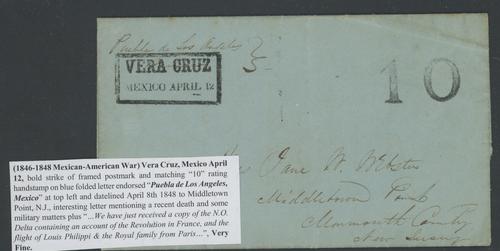 Puebla de Los Angeles
5
VERA CRUZ
MEXICO APRIL 12
10
Miss Jane W. Webster
Middletown Point
Monmouth County
New Jersey
(1846-1848 Mexican-American War) Vera Cruz, Mexico April
12, bold strike of framed postmark and matching “10” rating
handstamp on blue folded letter endorsed “Puebla de Los Angeles,
Mexico” at top left and datelined April 8th 1848 to Middletown
Point, (N.J.), interesting letter mentioning a recent death and some
military matters plus “…We have just received a copy of the N.O.
Delta containing an account of the Revolution in France, and the
flight of Louis Philippi & the Royal family from Paris…”, Very
Fine.